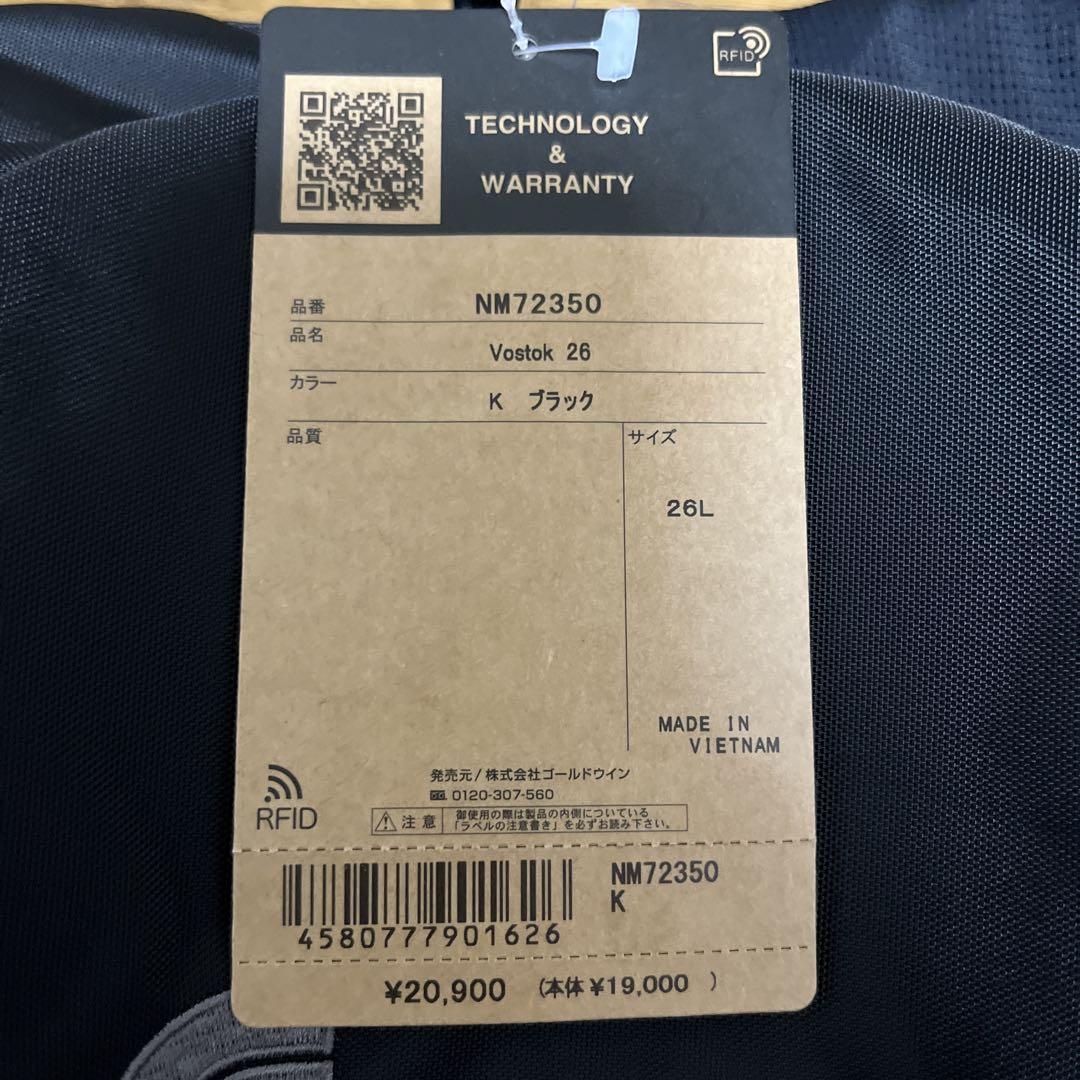 RFID
TECHNOLOGY
&
WARRANTY
品番 NM72350
品名 Vostok 26
カラー K ブラック
品質
サイズ
26L
MADE IN
VIETNAM
発売元/株式会社ゴールドウイン
0120-307-560
RFID
注意
御使用の際は製品の内側についている
「ラベルの注意書き」を必ずお読み下さい。
4580777901626
NM72350
K
¥20,900 (本体¥19,000 )